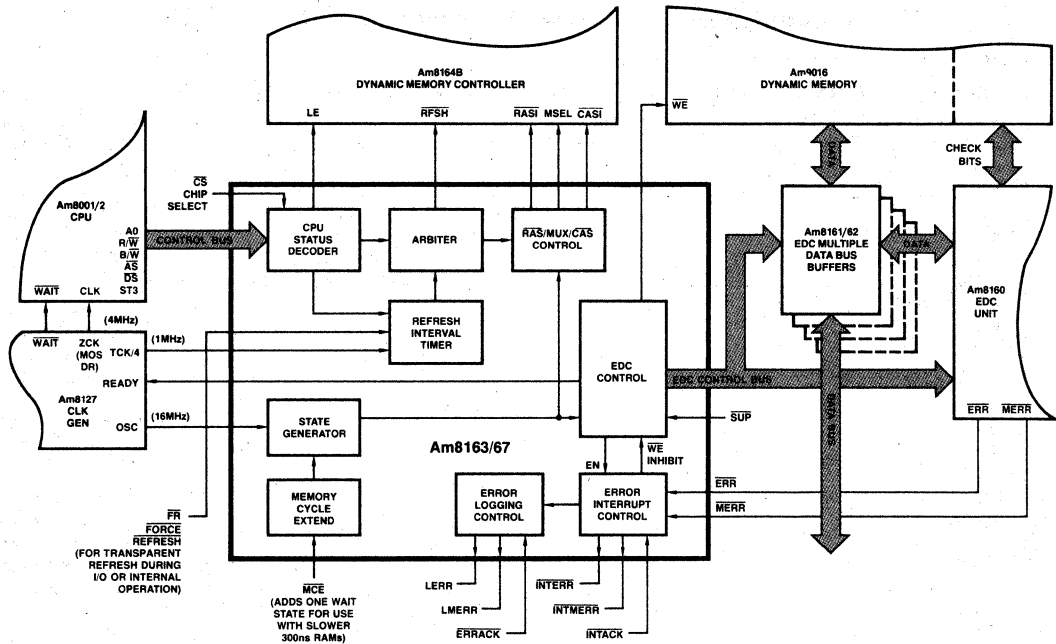 Am8164B
DYNAMIC MEMORY CONTROLLER
LE
RFSH
RASI
MSEL
CASI
Am9016
DYNAMIC MEMORY
WE
DATA
CHECK
BITS
CS
CHIP
SELECT
Am8001/2
CPU
A0
R/W
B/W
AS
DS
ST3
WAIT
CLK
CONTROL BUS
CPU
STATUS
DECODER
ARBITER
RAS/MUX/CAS
CONTROL
Am8161/62
EDC MULTIPLE
DATA BUS
BUFFERS
DATA
Am8160
EDC
UNIT
(4MHz)
WAIT
ZCK
(MOS
DR)
TCK/4
(1MHz)
READY
Am8127
CLK
GEN
OSC
(16MHz)
REFRESH
INTERVAL
TIMER
EDC
CONTROL
EDC CONTROL BUS
DATA BUS
STATE
GENERATOR
Am8163/67
SUP
ERR
MERR
EN
WE
INHIBIT
MEMORY
CYCLE
EXTEND
ERROR
LOGGING
CONTROL
ERROR
INTERRUPT
CONTROL
ERR
MERR
FR
FORCE
REFRESH
(FOR TRANSPARENT
REFRESH DURING
I/O OR INTERNAL
OPERATION)
MCE
(ADDS ONE WAIT
STATE FOR USE
WITH SLOWER
300ns RAMs)
LERR
LMERR
ERRACK
INTERR
INTMERR
INTACK